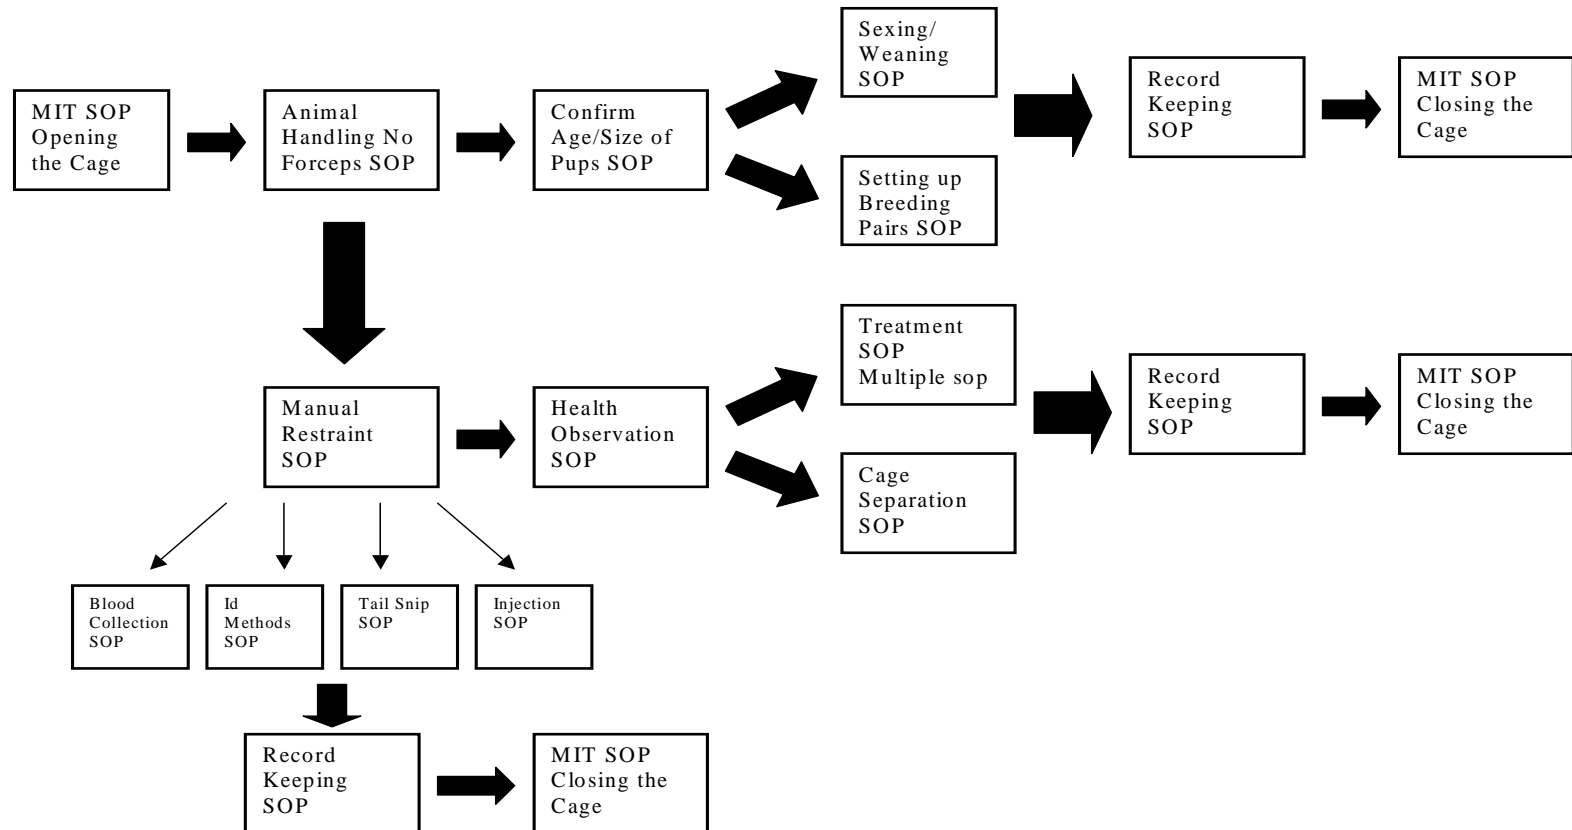 MIT SOP
Opening
the Cage
Animal
Handling No
Forceps SOP
Confirm
Age/Size of
Pups SOP
Sexing/
Weaning
SOP
Setting up
Breeding
Pairs SOP
Record
Keeping
SOP
MIT SOP
Closing the
Cage
Manual
Restraint
SOP
Health
Observation
SOP
Treatment
SOP
Multiple sop
Cage
Separation
SOP
Record
Keeping
SOP
MIT SOP
Closing the
Cage
Blood
Collection
SOP
Id
Methods
SOP
Tail Snip
SOP
Injection
SOP
Record
Keeping
SOP
MIT SOP
Closing the
Cage